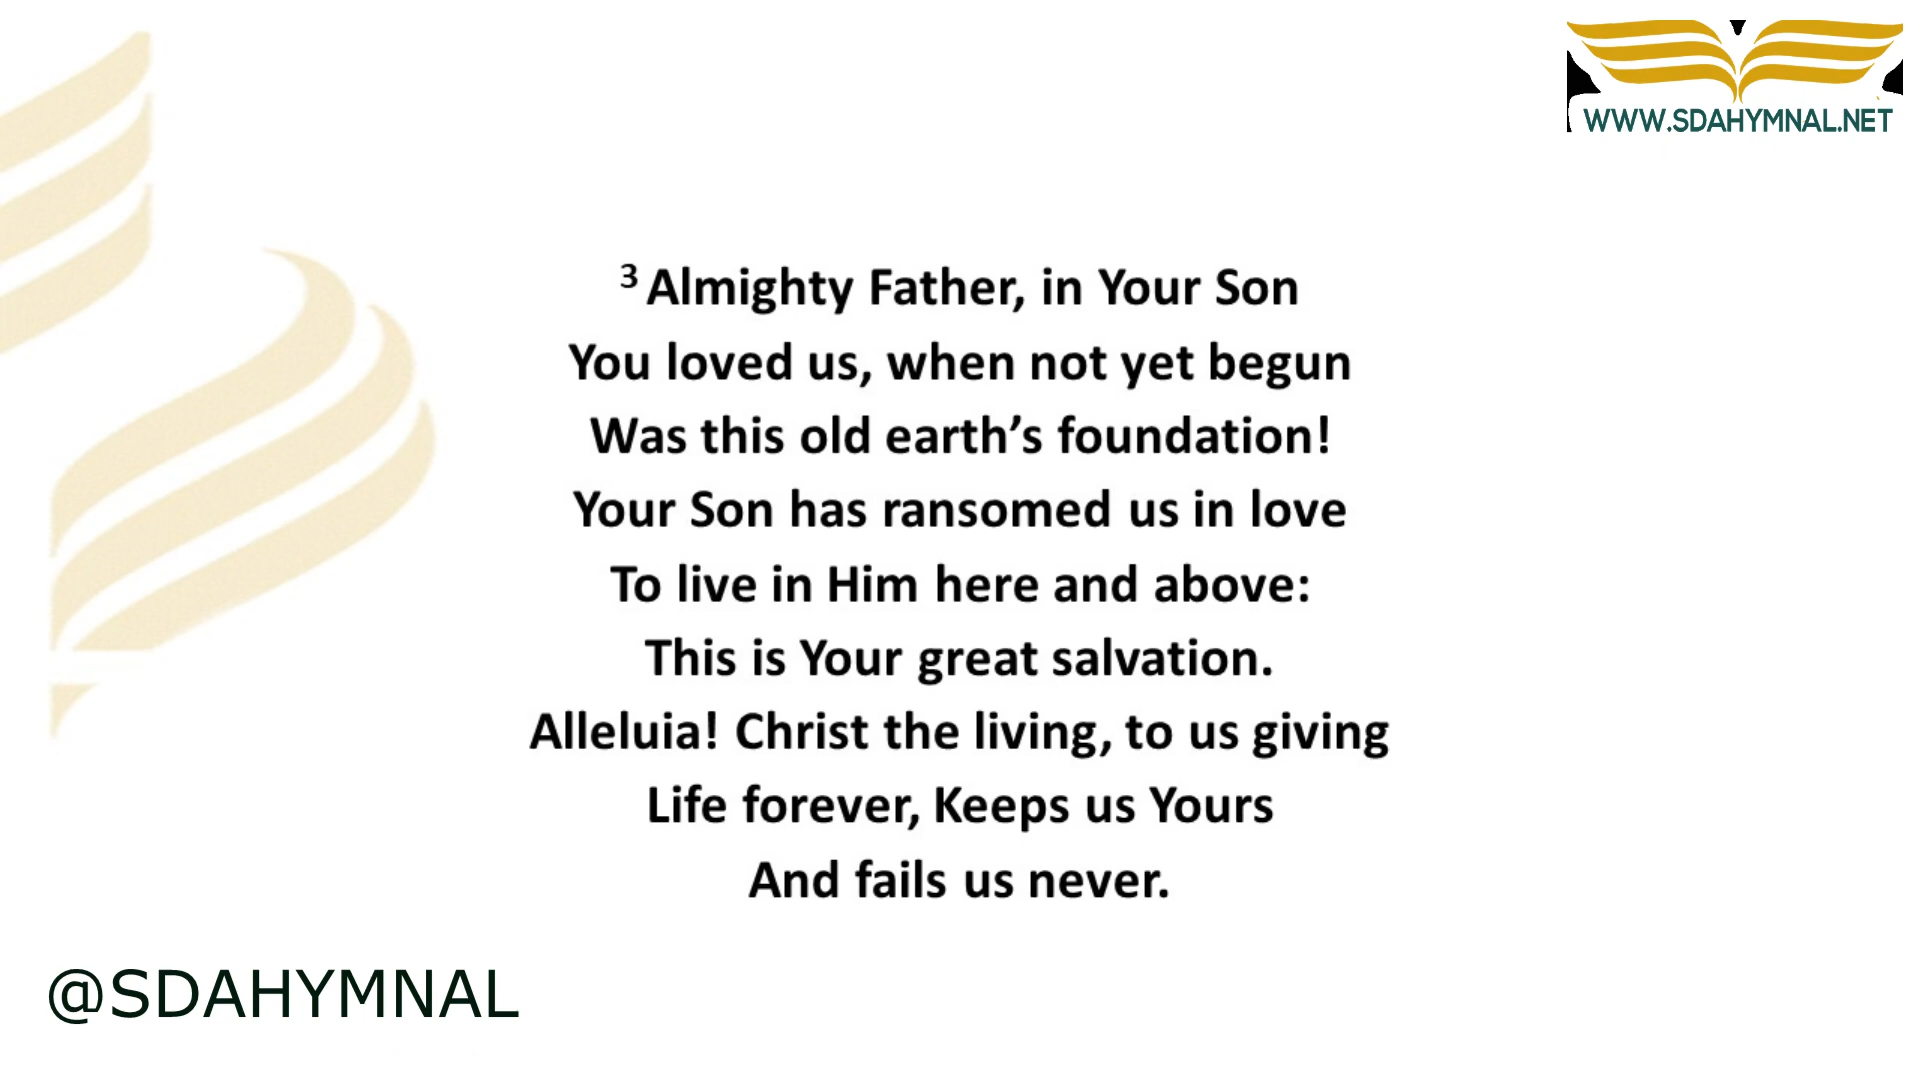 WWW.SDAHYMNAL.NET
3 Almighty Father, in Your Son
You loved us, when not yet begun
Was this old earth’s foundation!
Your Son has ransomed us in love
To live in Him here and above:
This is Your great salvation.
Alleluia! Christ the living, to us giving
Life forever, Keeps us Yours
And fails us never.
@SDAHYMNAL